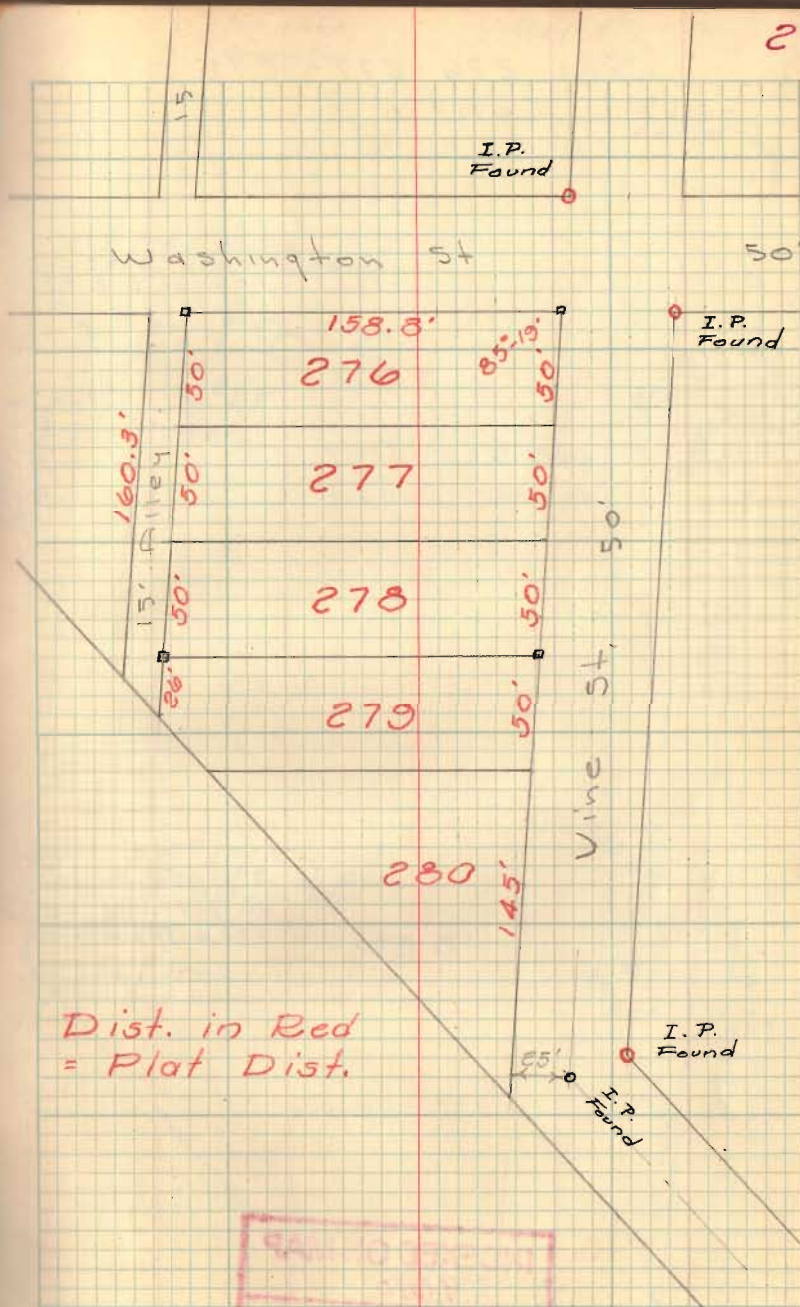 2
15
I.P.
Found
Washington St
50'
158.8'
85°-19'
I.P.
Found
50'
276
50'
160.3'
15' Alley
50'
277
50'
50'
50'
278
50'
Vine St.
26'
279
50'
280
145'
Dist. in Red
= Plat Dist.
I.P.
Found
25'
I.P.
Found